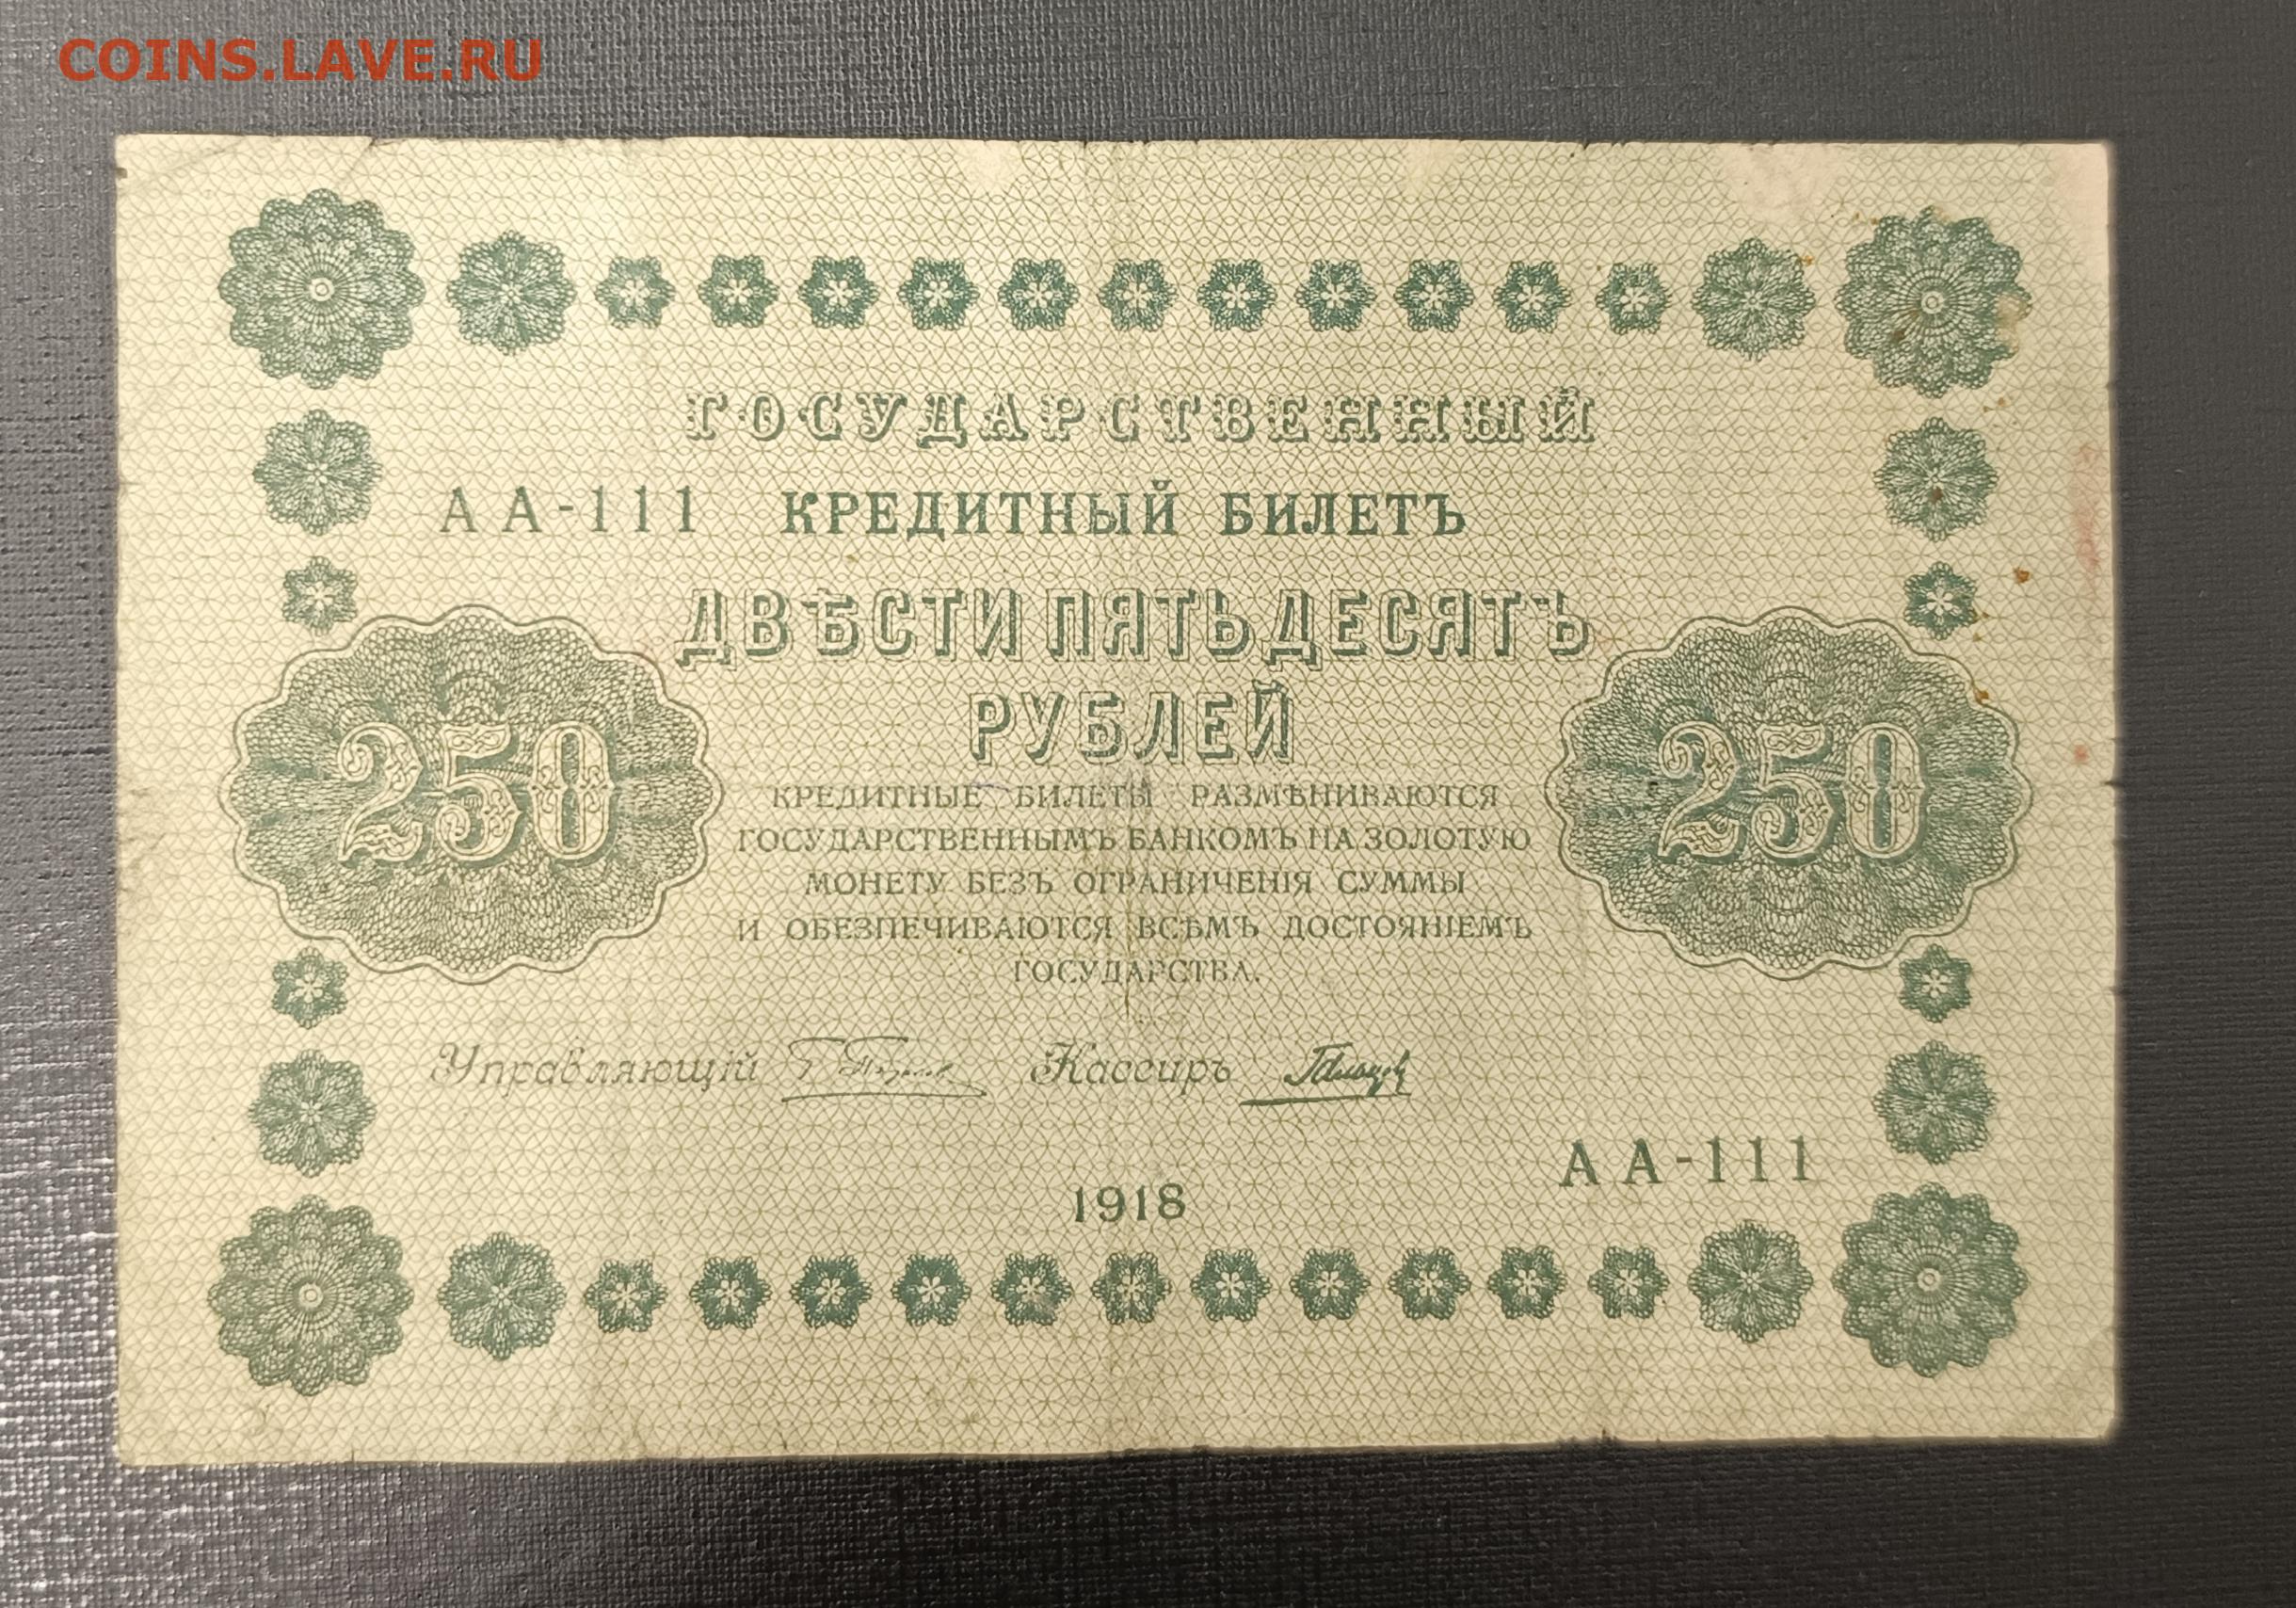 COINS.LAVE.RU
ГОСУДАРСТВЕННЫЙ
АА-111 КРЕДИТНЫЙ БИЛЕТЪ
ДВѢСТИ ПЯТЬДЕСЯТЪ
РУБЛЕЙ
250 250
КРЕДИТНЫЕ БИЛЕТЫ РАЗМѢНИВАЮТСЯ
ГОСУДАРСТВЕННЫМЪ БАНКОМЪ НА ЗОЛОТУЮ
МОНЕТУ БЕЗЪ ОГРАНИЧЕНІЯ СУММЫ
И ОБЕЗПЕЧИВАЮТСЯ ВСѢМЪ ДОСТОЯНІЕМЪ
ГОСУДАРСТВА.
Управляющій Кассиръ
АА-111
1918